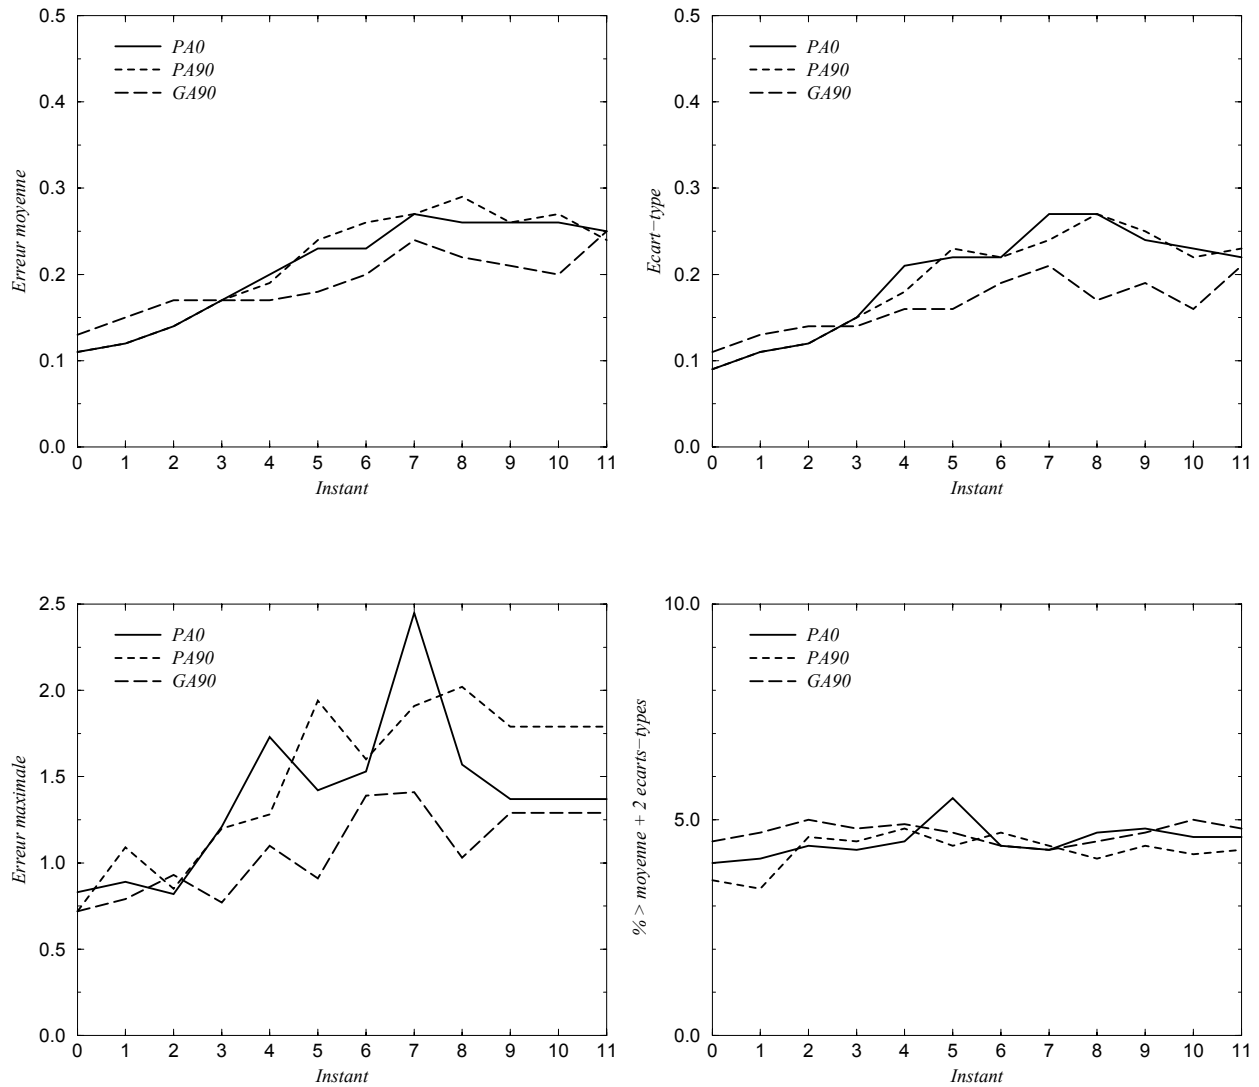 0.5
0.4
0.3
0.2
0.1
0.0
Erreur moyenne
PA0
PA90
GA90
0 1 2 3 4 5 6 7 8 9 10 11
Instant
0.5
0.4
0.3
0.2
0.1
0.0
Ecart−type
PA0
PA90
GA90
0 1 2 3 4 5 6 7 8 9 10 11
Instant
2.5
2.0
1.5
1.0
0.5
0.0
Erreur maximale
PA0
PA90
GA90
0 1 2 3 4 5 6 7 8 9 10 11
Instant
10.0
5.0
0.0
% > moyenne + 2 ecarts−types
PA0
PA90
GA90
0 1 2 3 4 5 6 7 8 9 10 11
Instant